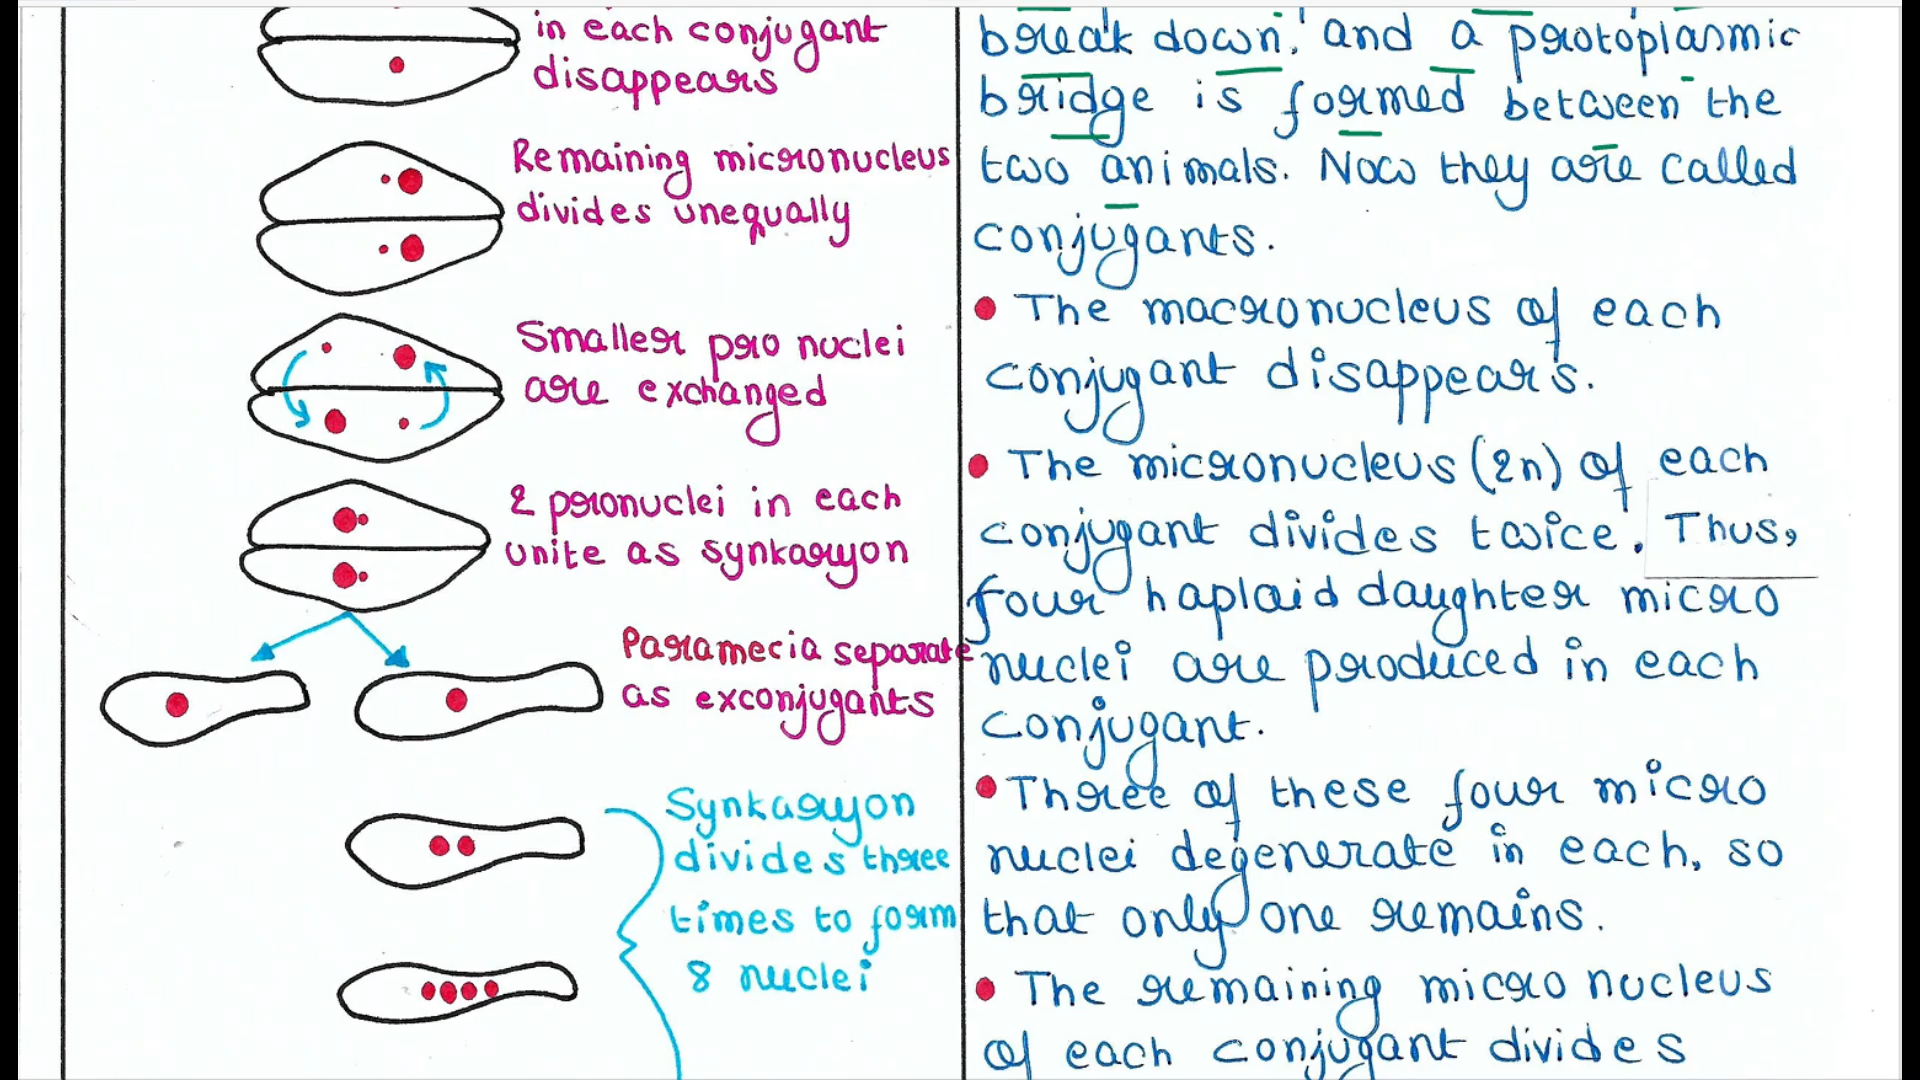 in each conjugant
disappears
Remaining micronucleus
divides unequally
Smaller pro nuclei
are exchanged
2 pronuclei in each
unite as synkaryon
Paramecia separate
as exconjugants
Synkaryon
divides three
times to form
8 nuclei
break down, and a protoplasmic
bridge is formed between the
two animals. Now they are called
conjugants.
• The macronucleus of each
conjugant disappears.
• The micronucleus (2n) of each
conjugant divides twice. Thus,
four haploid daughter micro
nuclei are produced in each
conjugant.
• Three of these four micro
nuclei degenerate in each, so
that only one remains.
• The remaining micro nucleus
of each conjugant divides